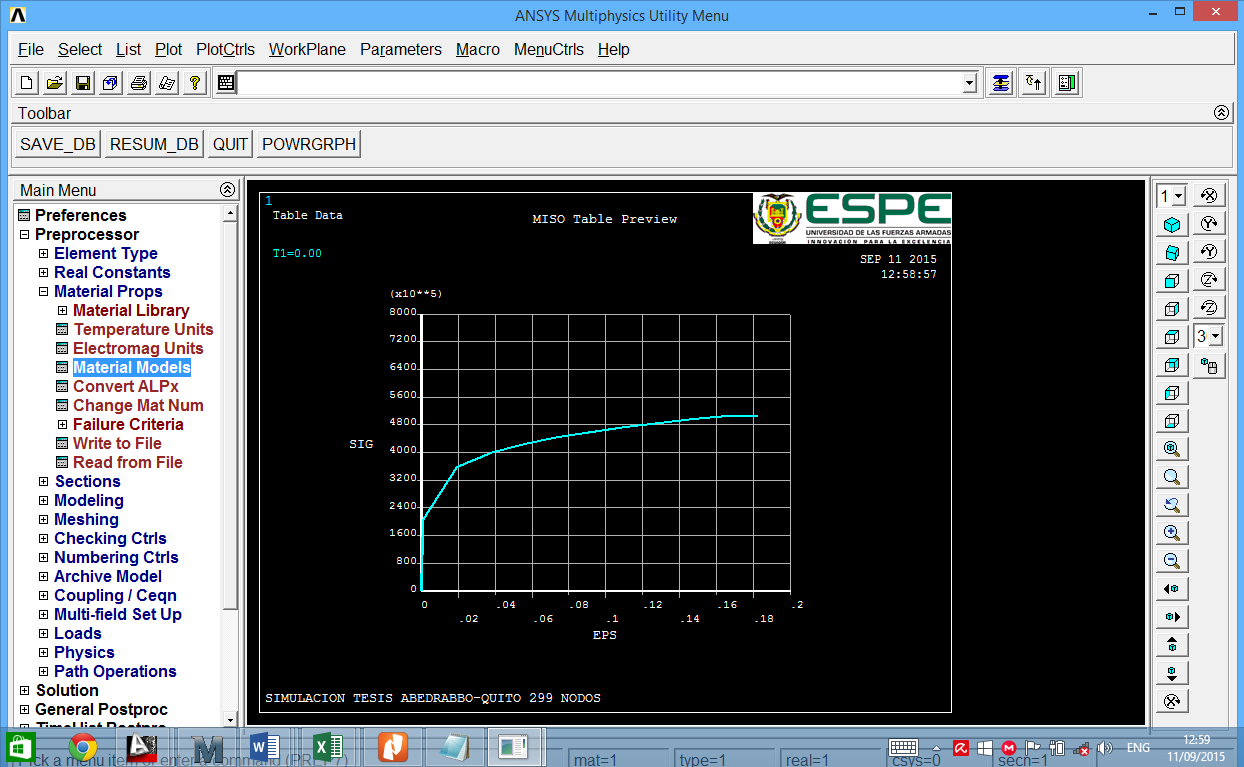 ANSYS Multiphysics Utility Menu
File Select List Plot PlotCtrls WorkPlane Parameters Macro MenuCtrls Help
Toolbar
SAVE_DB RESUM_DB QUIT POWRGRPH
Main Menu
Preferences
Preprocessor
Element Type
Real Constants
Material Props
Material Library
Temperature Units
Electromag Units
Material Models
Convert ALPx
Change Mat Num
Failure Criteria
Write to File
Read from File
Sections
Modeling
Meshing
Checking Ctrls
Numbering Ctrls
Archive Model
Coupling / Ceqn
Multi-field Set Up
Loads
Physics
Path Operations
Solution
General Postproc
TimeHist Postpro
1
Table Data
MISO Table Preview
ESPE
UNIVERSIDAD DE LAS FUERZAS ARMADAS
INNOVACIÓN PARA LA EXCELENCIA
T1=0.00
SEP 11 2015
12:58:57
(x10**5)
8000
7200
6400
5600
4800
4000
3200
2400
1600
800
0
SIG
0 .04 .08 .12 .16 .2
.02 .06 .1 .14 .18
EPS
SIMULACION TESIS ABEDRABBO-QUITO 299 NODOS
1
3
mat=1 type=1 real=1 csys=0 secn=1
ENG
12:59
11/09/2015